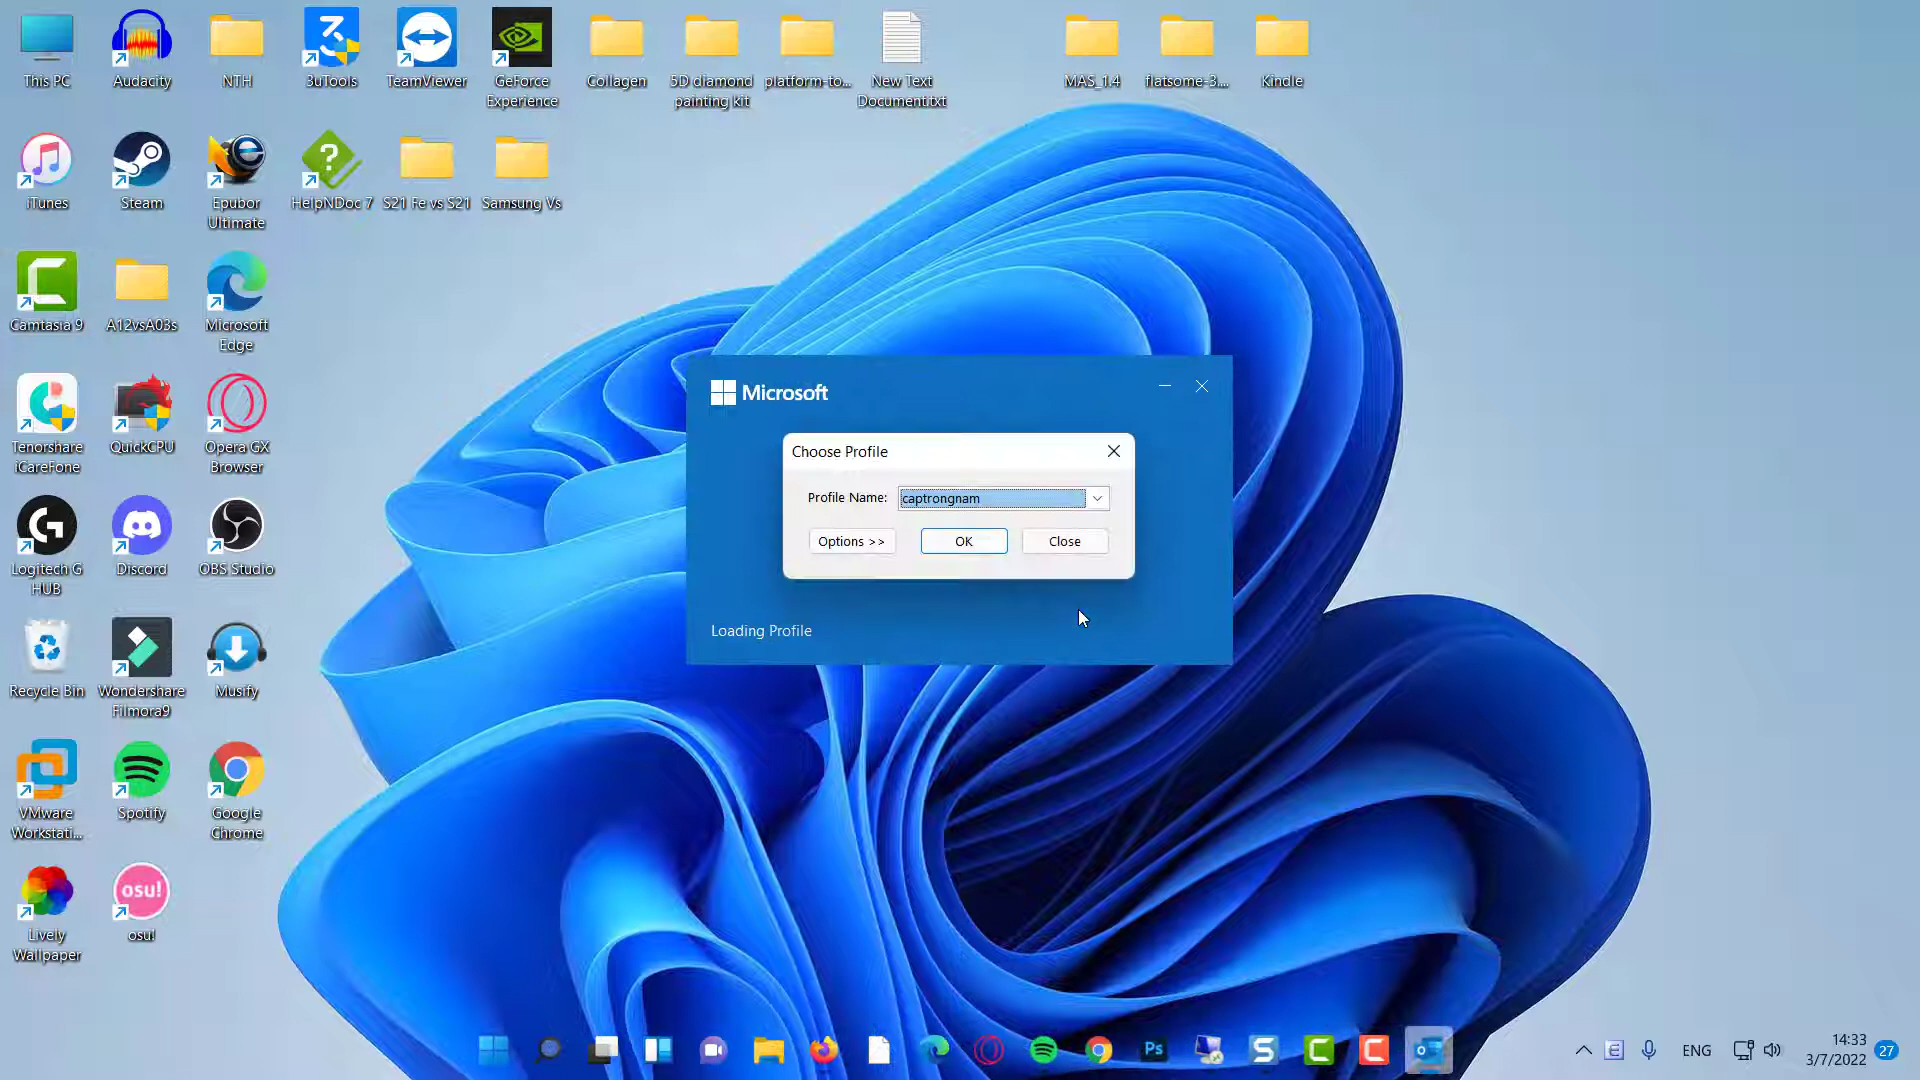 This PC
Audacity
NTH
3uTools
TeamViewer
GeForce
Experience
Collagen
5D diamond
painting kit
platform-to...
New Text
Document.txt
MAS_1.4
flatsome-3....
Kindle
iTunes
Steam
Epubor
Ultimate
HelpNDoc 7
S21 Fe vs S21
Samsung Vs
Camtasia 9
A12vsA03s
Microsoft
Edge
Tenorshare
iCareFone
QuickCPU
Opera GX
Browser
Logitech G
HUB
Discord
OBS Studio
Recycle Bin
Wondershare
Filmora9
Musify
VMware
Workstati...
Spotify
Google
Chrome
Lively
Wallpaper
osu!
osu!
Microsoft
Choose Profile
Profile Name:
captrongnam
Options >>
OK
Close
Loading Profile
Ps
ENG
14:33
3/7/2022
27